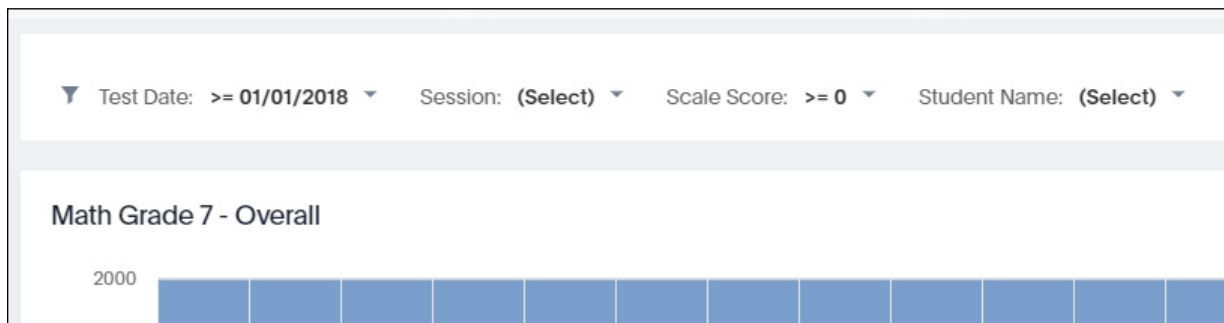 Test Date: >= 01/01/2018 Session: (Select) Scale Score: >= 0 Student Name: (Select)
Math Grade 7 - Overall
2000